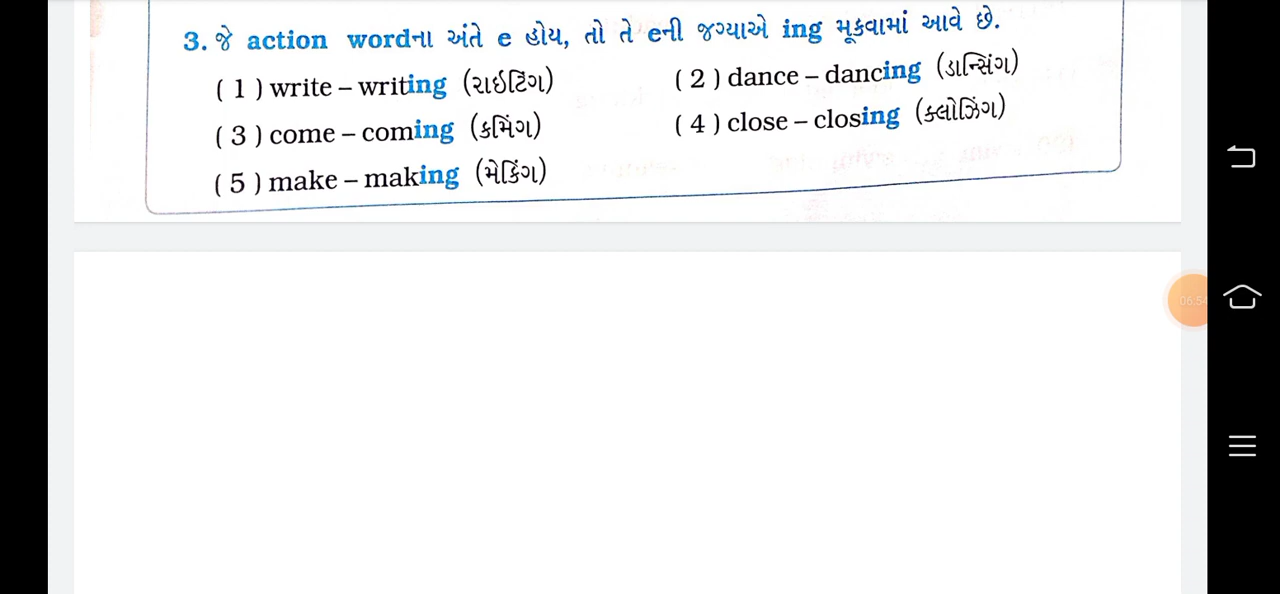 3. જે action wordના અંતે e હોય, તો તે eની જગ્યાએ ing મૂકવામાં આવે છે.
( 1 ) write – writing (રાઇટિંગ) ( 2 ) dance – dancing (ડાન્સિંગ)
( 3 ) come – coming (કમિંગ) ( 4 ) close – closing (ક્લોઝિંગ)
( 5 ) make – making (મેકિંગ)